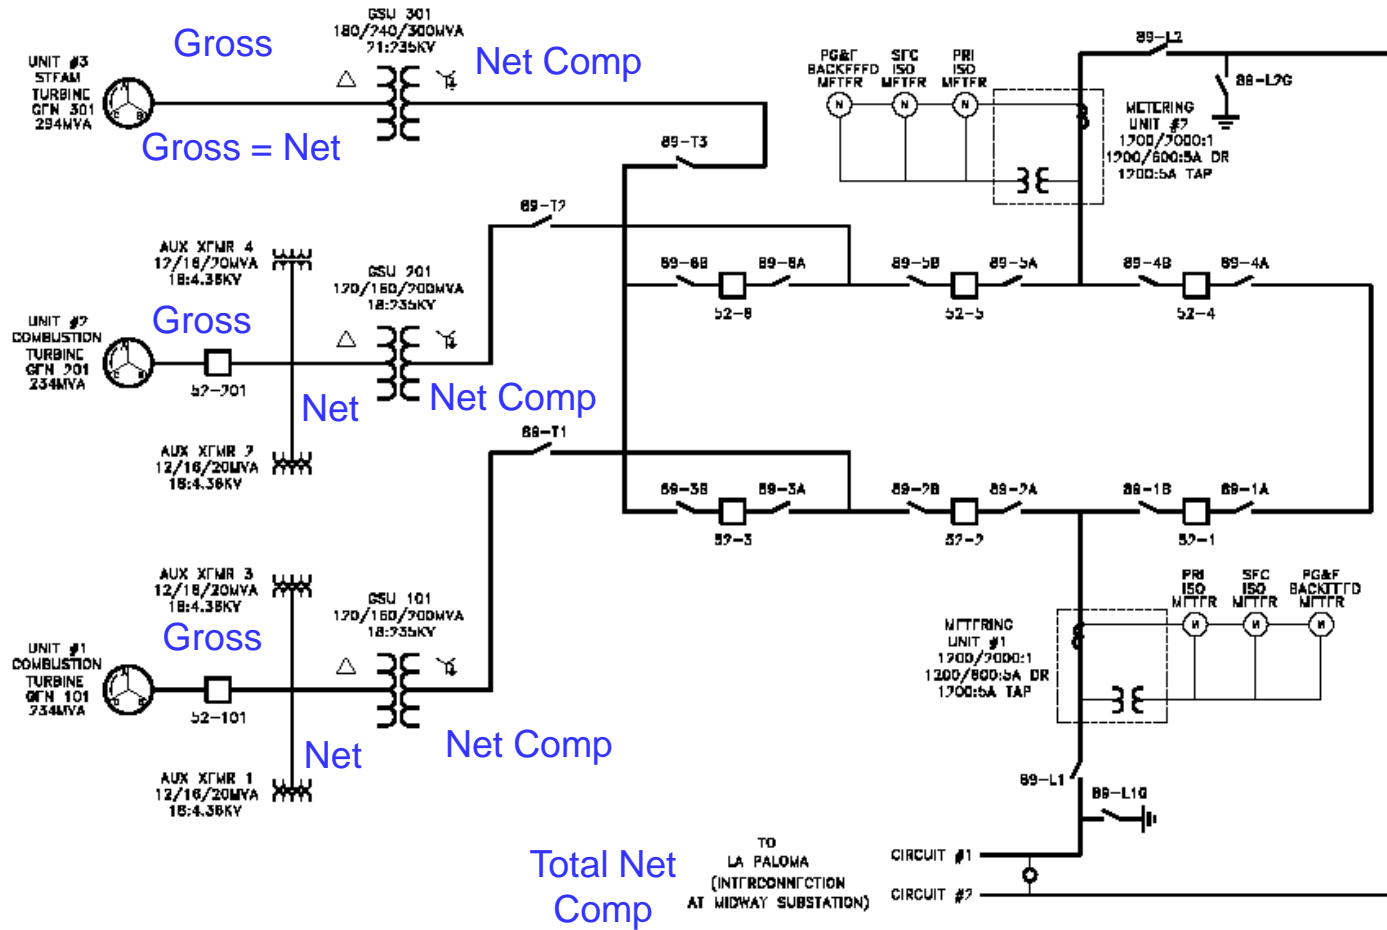 Gross
GSU 301
180/240/300MVA
21:235KV
Net Comp
UNIT #3
STEAM
TURBINE
GEN 301
294MVA
Gross = Net
89-T3
PG&E
BACKFEED
METER
SEC
ISO
METER
PRI
ISO
METER
89-L2
89-L2G
METERING
UNIT #2
1200/2000:1
1200/600:5A DR
1200:5A TAP
89-T2
AUX XFMR 4
12/16/20MVA
18:4.36KV
GSU 201
120/160/200MVA
18:235KV
89-6B
89-6A
52-6
89-5B
89-5A
52-5
89-4B
89-4A
52-4
Gross
UNIT #2
COMBUSTION
TURBINE
GEN 201
234MVA
52-201
Net
Net Comp
AUX XFMR 2
12/16/20MVA
18:4.36KV
89-T1
89-3B
89-3A
52-3
89-2B
89-2A
52-2
89-1B
89-1A
52-1
AUX XFMR 3
12/16/20MVA
18:4.36KV
GSU 101
120/160/200MVA
18:235KV
Gross
UNIT #1
COMBUSTION
TURBINE
GEN 101
234MVA
52-101
Net
Net Comp
AUX XFMR 1
12/16/20MVA
18:4.36KV
METERING
UNIT #1
1200/2000:1
1200/600:5A DR
1200:5A TAP
PRI
ISO
METER
SEC
ISO
METER
PG&E
BACKFEED
METER
89-L1
89-L1G
Total Net
Comp
TO
LA PALOMA
(INTERCONNECTION
AT MIDWAY SUBSTATION)
CIRCUIT #1
CIRCUIT #2